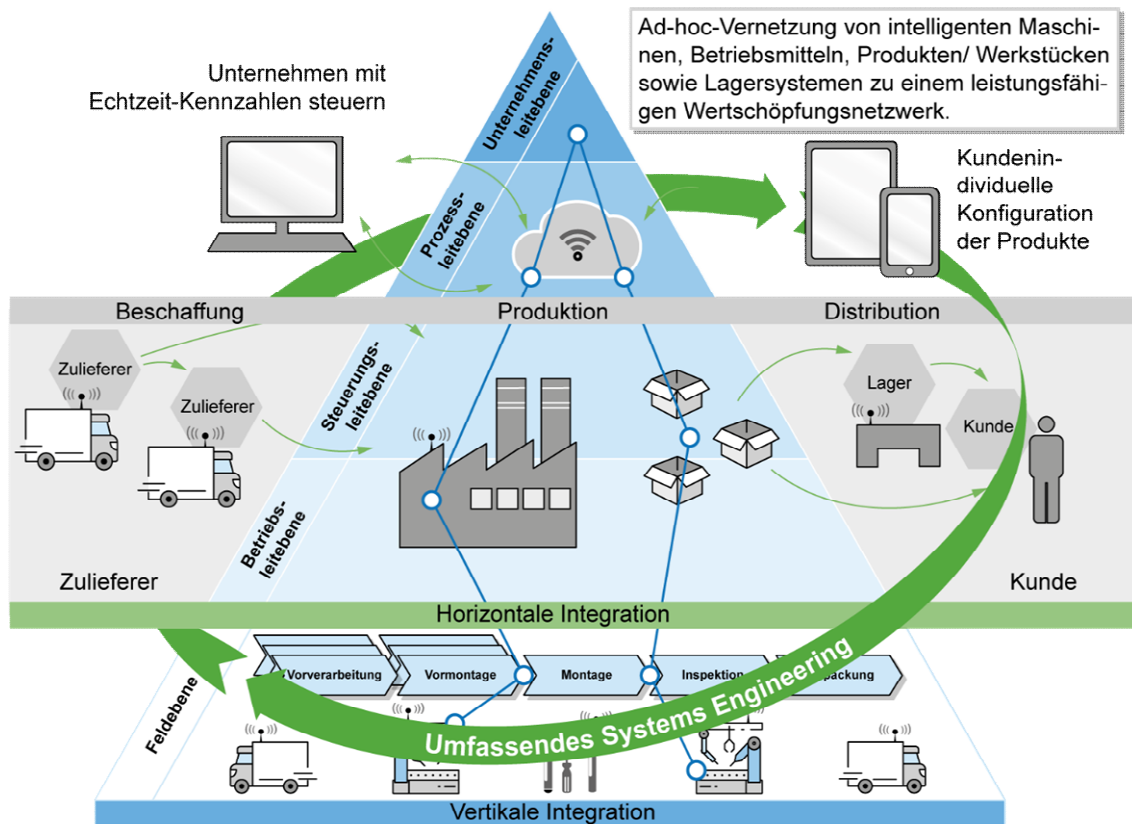 Ad-hoc-Vernetzung von intelligenten Maschi-
nen, Betriebsmitteln, Produkten/ Werkstücken
sowie Lagersystemen zu einem leistungsfähi-
gen Wertschöpfungsnetzwerk.
Unternehmen mit
Echtzeit-Kennzahlen steuern
Unternehmens-
leitebene
Kundenin-
dividuelle
Konfiguration
der Produkte
Prozess-
leitebene
Beschaffung
Produktion
Distribution
Zulieferer
Zulieferer
Steuerungs-
leitebene
Lager
Kunde
Betriebs-
leitebene
Zulieferer
Kunde
Horizontale Integration
Feldebene
Vorverarbeitung
Vormontage
Montage
Inspektion
packung
Umfassendes Systems Engineering
Vertikale Integration